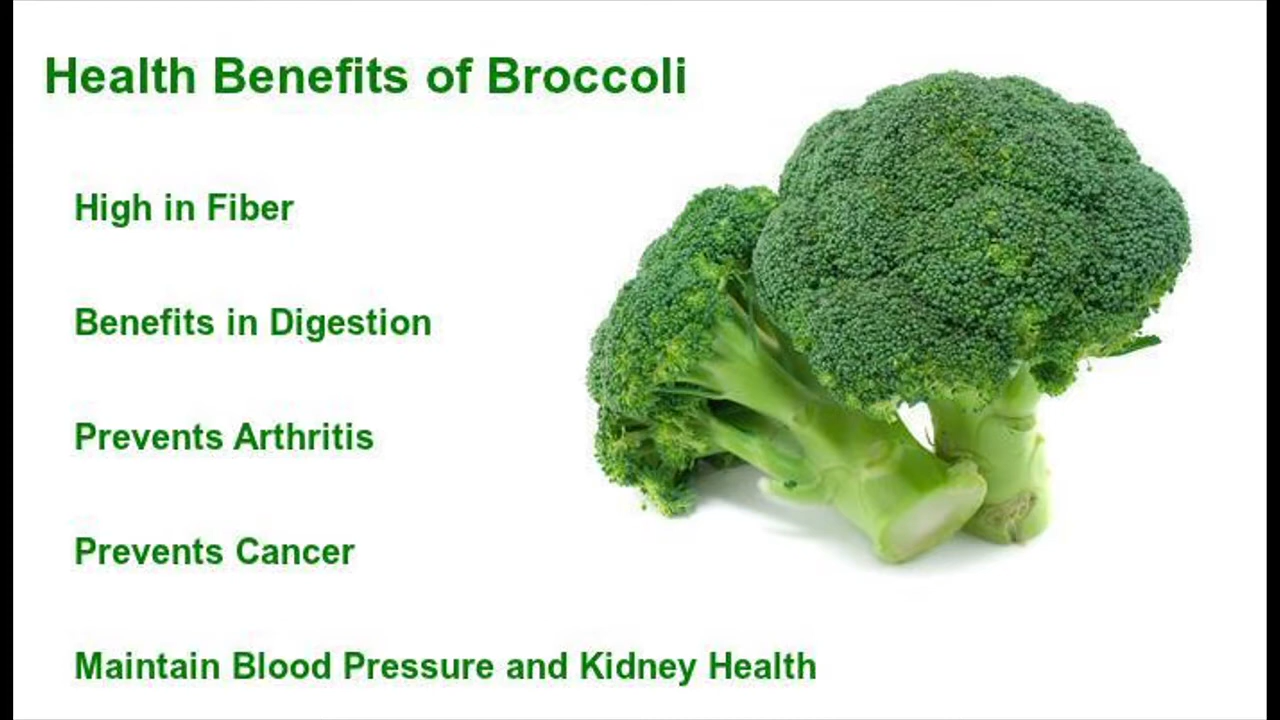 Health Benefits of Broccoli
High in Fiber
Benefits in Digestion
Prevents Arthritis
Prevents Cancer
Maintain Blood Pressure and Kidney Health